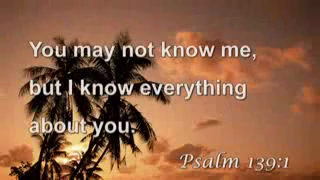 You may not know me,
but I know everything
about you.
Psalm 139:1